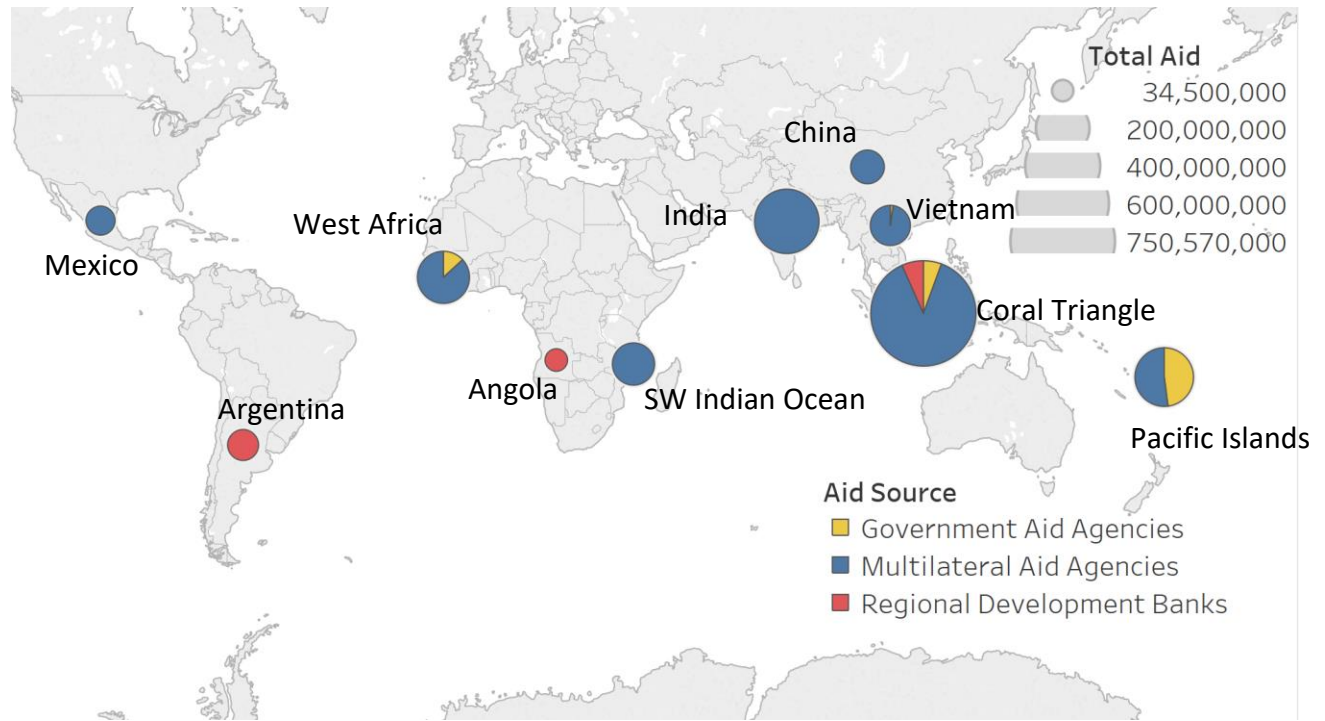 Total Aid
34,500,000
200,000,000
400,000,000
600,000,000
750,570,000
China
India
Vietnam
West Africa
Mexico
Coral Triangle
Angola
SW Indian Ocean
Argentina
Pacific Islands
Aid Source
Government Aid Agencies
Multilateral Aid Agencies
Regional Development Banks